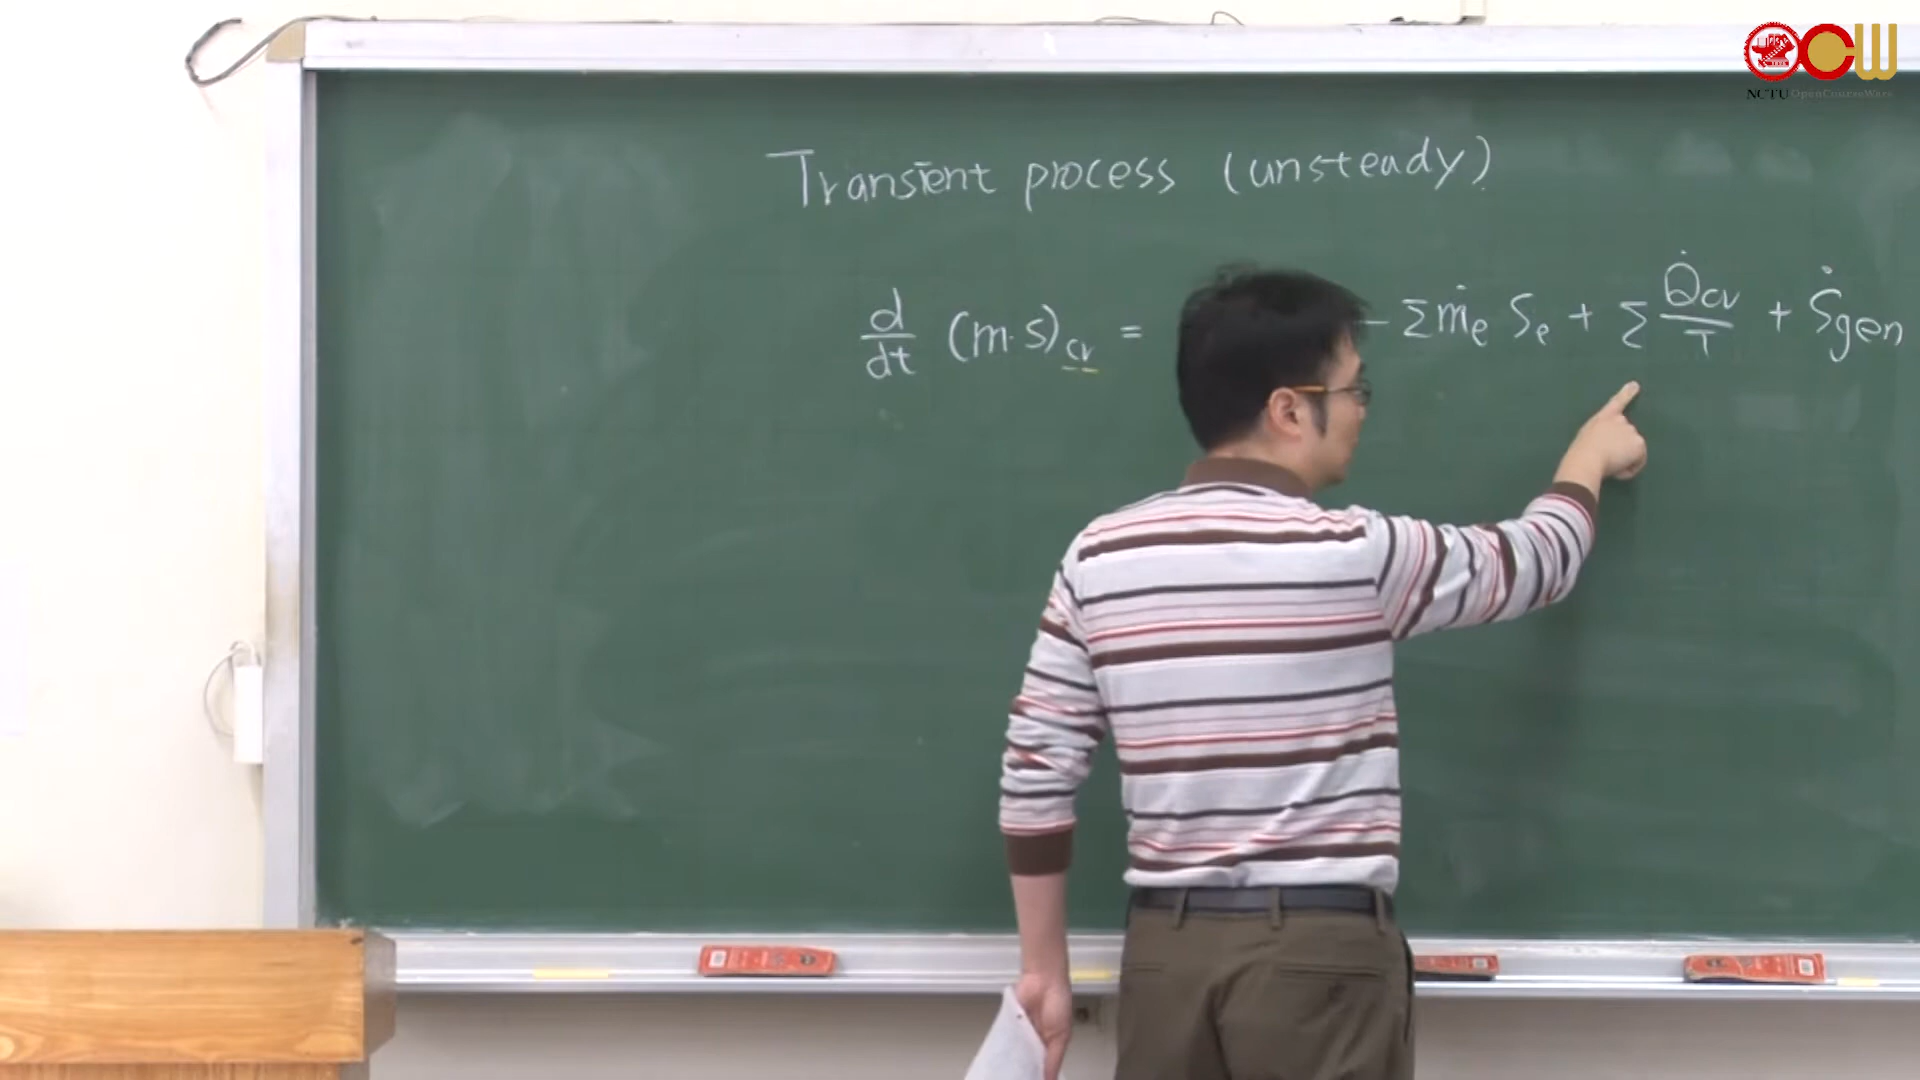 OCW
NCTU OpenCourseWare
Transient process (unsteady)
d/dt (m·s)cv = - Σṁe Se + Σ Q̇cv/T + Ṡgen